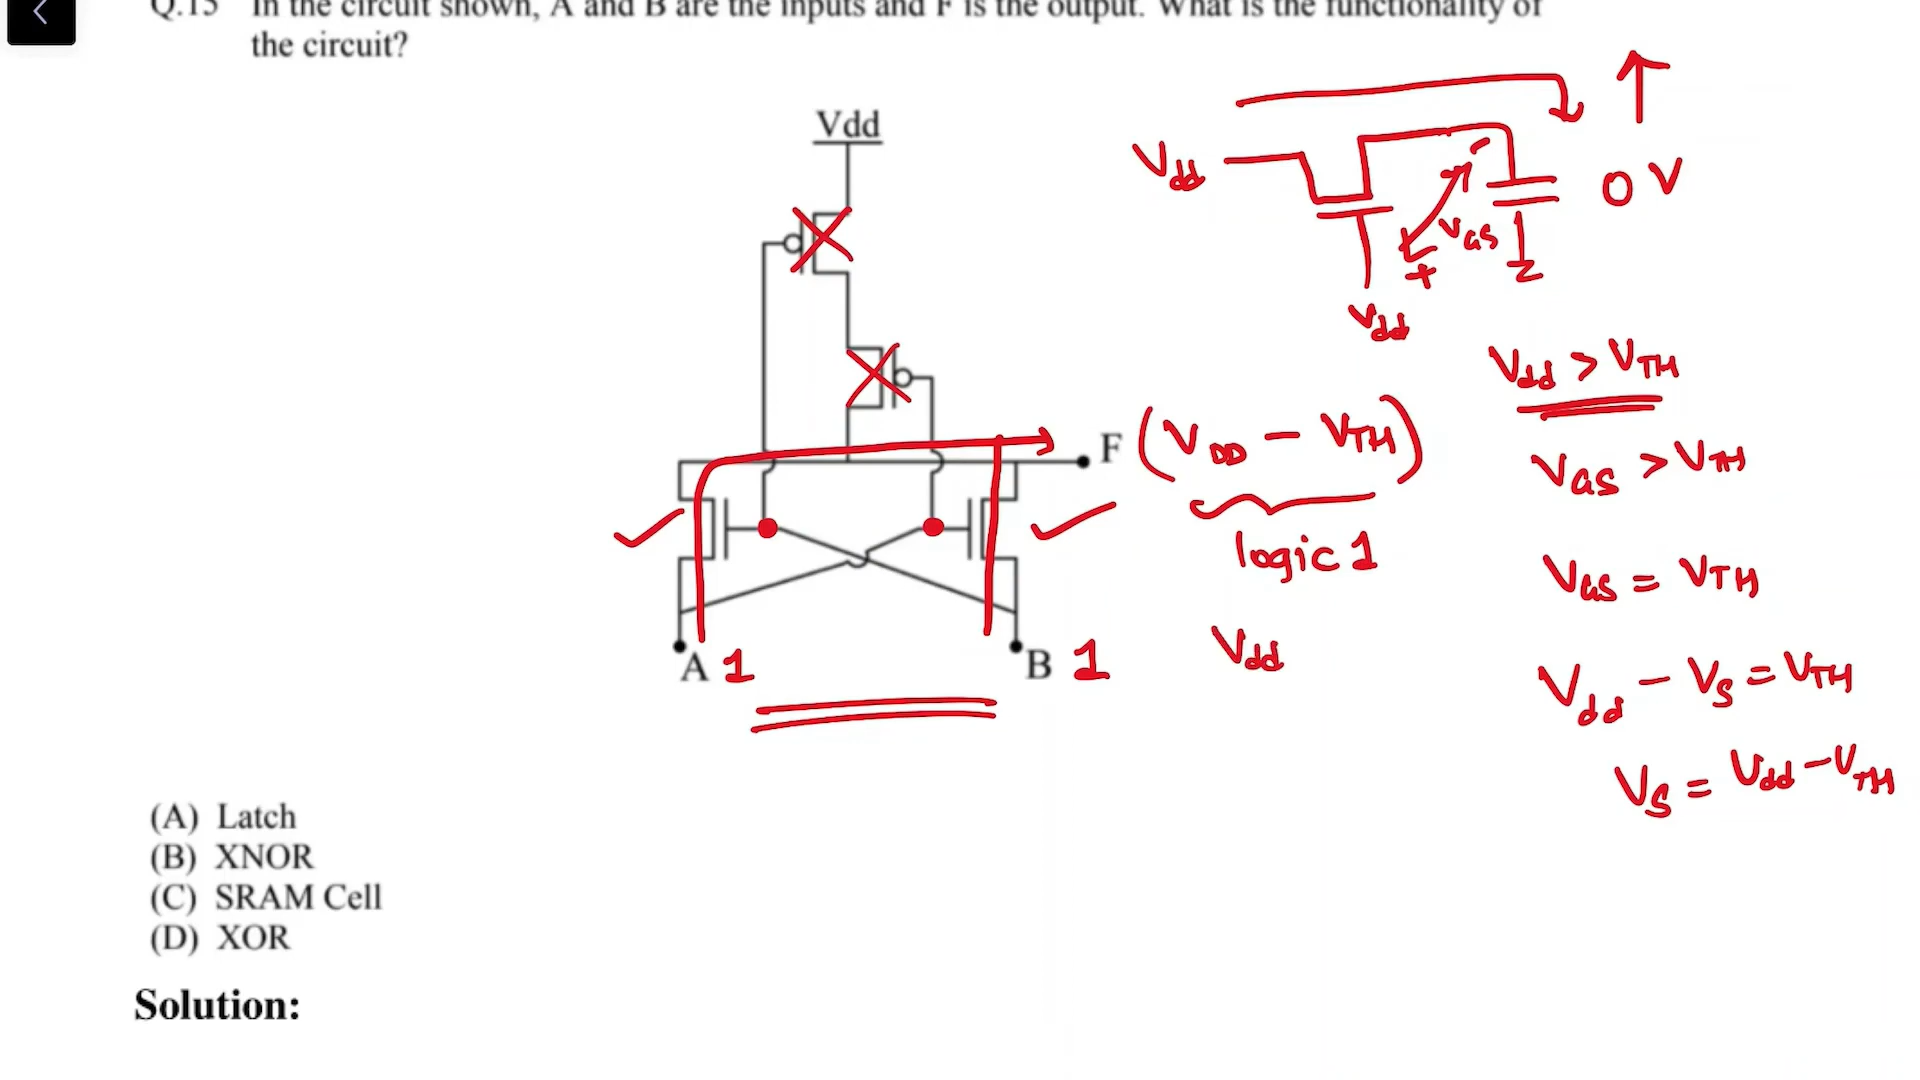 Q.15 In the circuit shown, A and B are the inputs and F is the output. What is the functionality of
the circuit?
Vdd
Vdd
0 V
VGS
+
Vdd
Vdd > VTH
F (VDD - VTH)
VGS > VTH
logic 1
VGS = VTH
A 1
B 1
Vdd
Vdd - VS = VTH
VS = Vdd - VTH
(A) Latch
(B) XNOR
(C) SRAM Cell
(D) XOR
Solution: